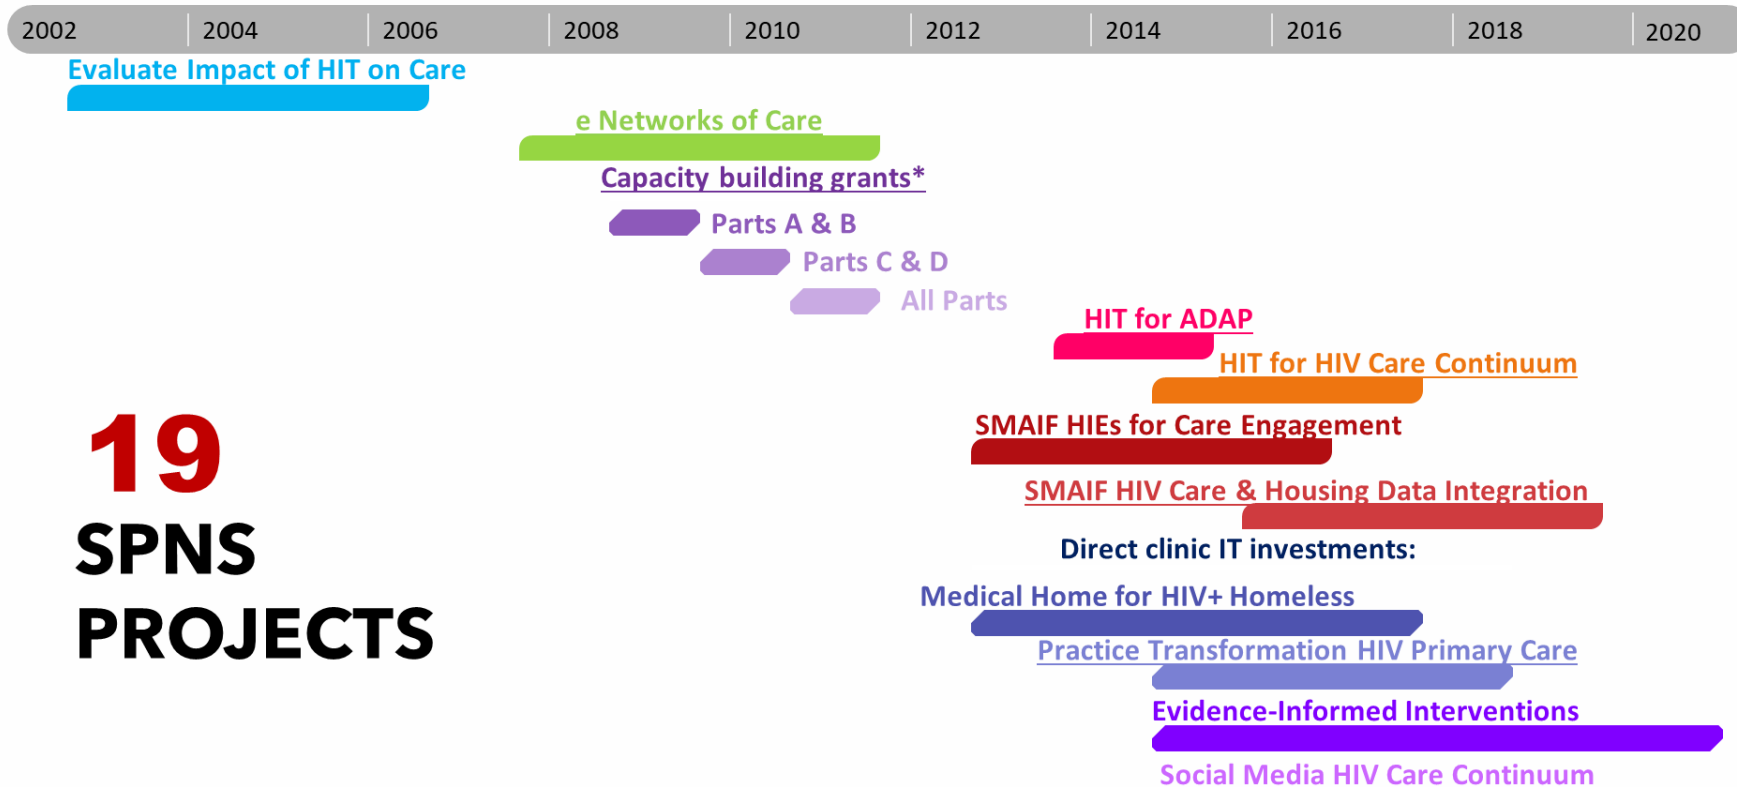 2002 2004 2006 2008 2010 2012 2014 2016 2018 2020
Evaluate Impact of HIT on Care
e Networks of Care
Capacity building grants*
Parts A & B
Parts C & D
All Parts
HIT for ADAP
HIT for HIV Care Continuum
SMAIF HIEs for Care Engagement
SMAIF HIV Care & Housing Data Integration
Direct clinic IT investments:
Medical Home for HIV+ Homeless
Practice Transformation HIV Primary Care
Evidence-Informed Interventions
Social Media HIV Care Continuum
19
SPNS
PROJECTS